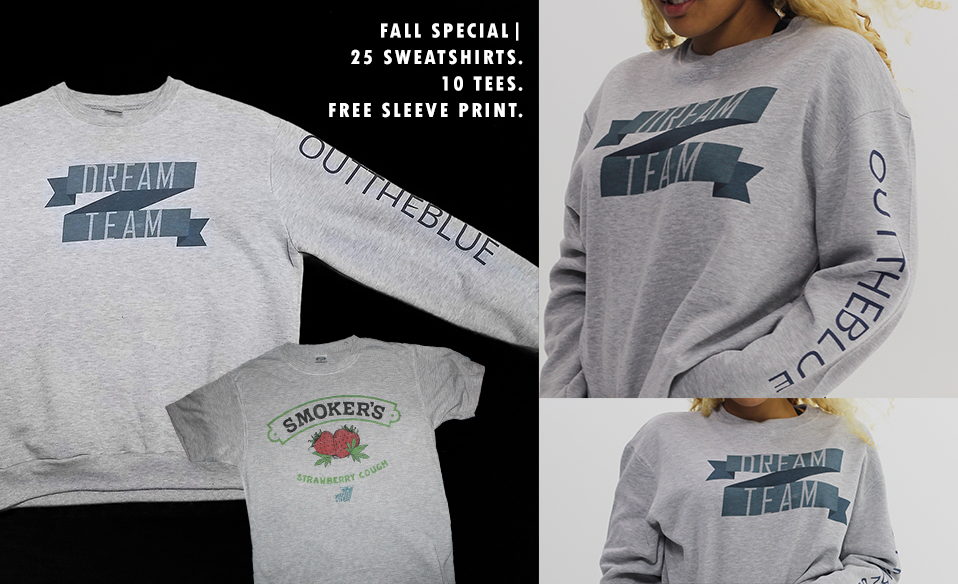 FALL SPECIAL|
25 SWEATSHIRTS.
10 TEES.
FREE SLEEVE PRINT.
DREAM
TEAM
OUTTHEBLUE
SMOKER'S
STRAWBERRY COUGH
DREAM
TEAM
OUTTHEBLUE
DREAM
TEAM